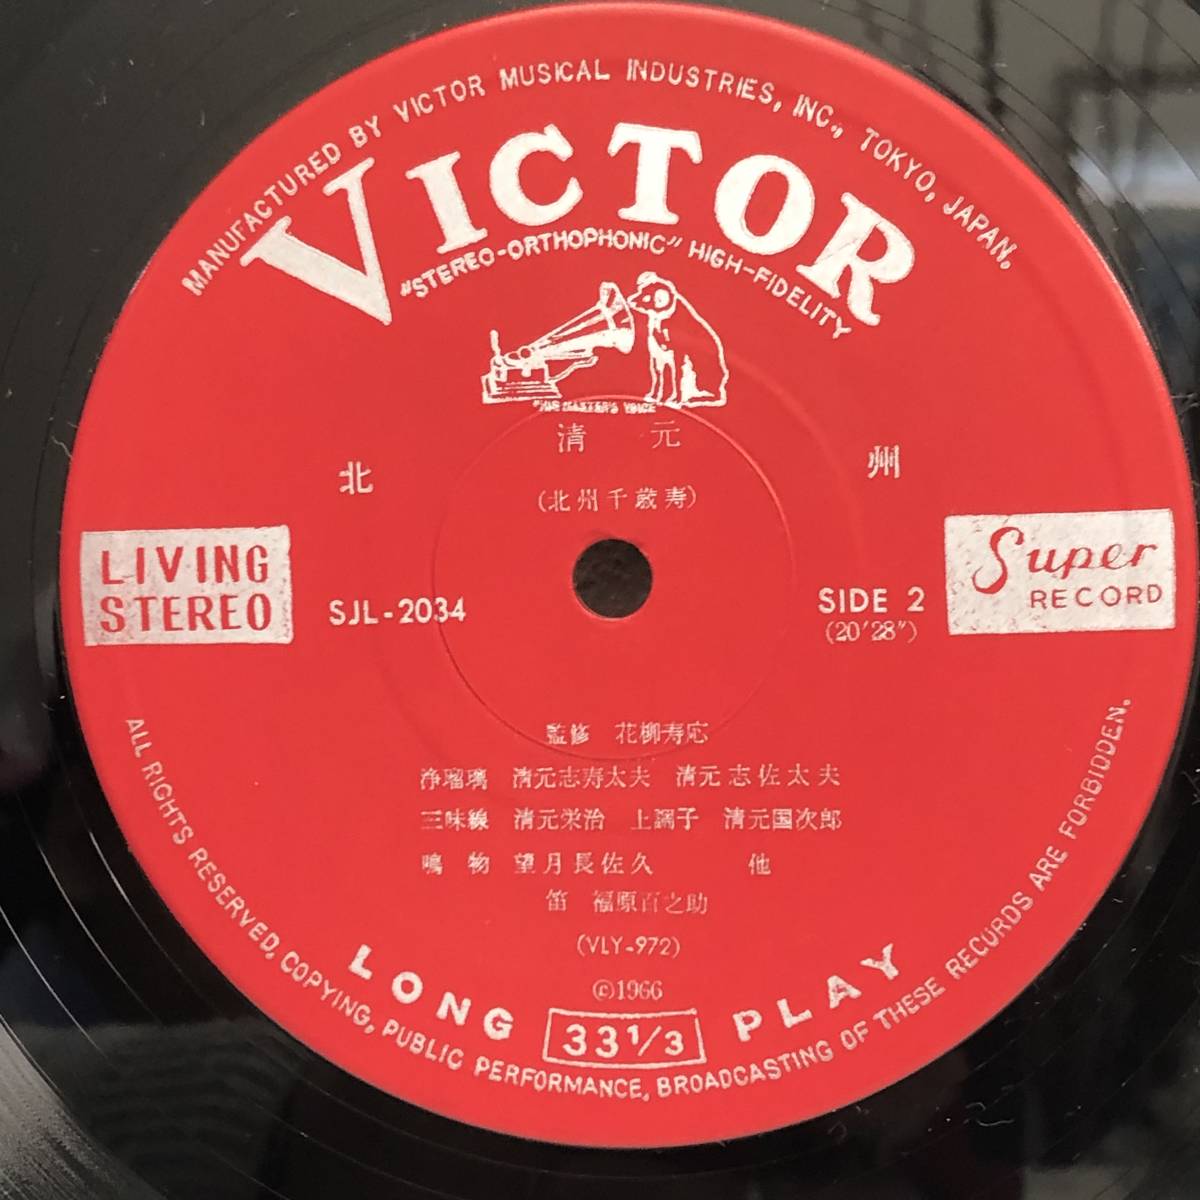 MANUFACTURED BY VICTOR MUSICAL INDUSTRIES, INC., TOKYO, JAPAN.
VICTOR
"STEREO-ORTHOPHONIC" HIGH-FIDELITY
"HIS MASTER'S VOICE"
清元
北州
(北州千歳寿)
LIVING STEREO
Super RECORD
SJL-2034
SIDE 2
(20′28″)
監修 花柳寿応
浄瑠璃 清元志寿太夫 清元志佐太夫
三味線 清元栄治 上調子 清元国次郎
鳴物 望月長佐久 他
笛 福原百之助
(VLY-972)
©1966
LONG 33 1/3 PLAY
ALL RIGHTS RESERVED, COPYING, PUBLIC PERFORMANCE, BROADCASTING OF THESE RECORDS ARE FORBIDDEN.